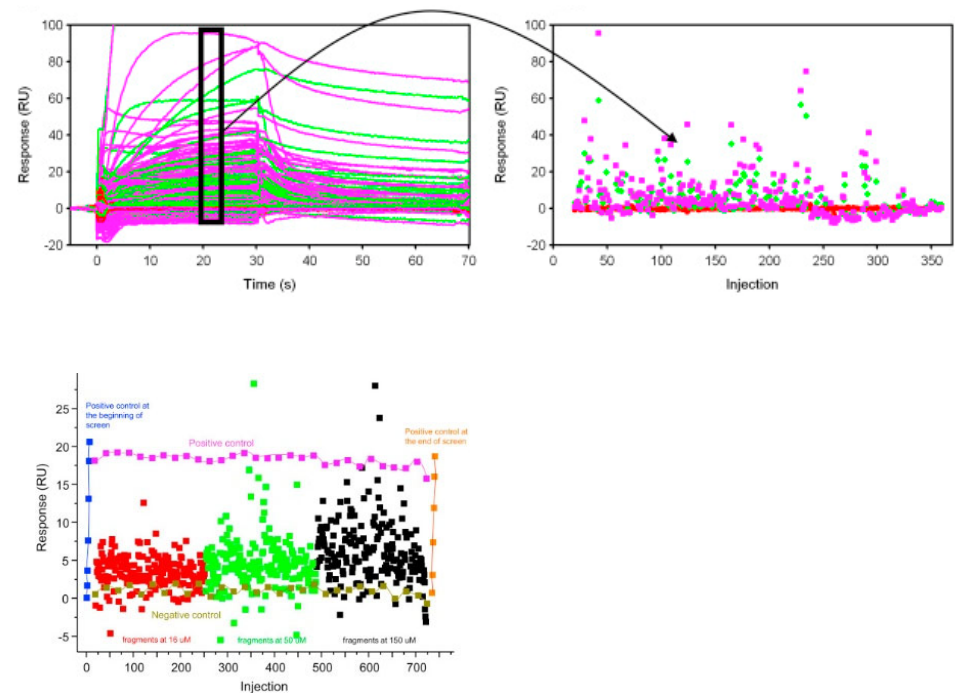 100
80
60
40
20
0
-20
Response (RU)
0 10 20 30 40 50 60 70
Time (s)
100
80
60
40
20
0
-20
Response (RU)
0 50 100 150 200 250 300 350
Injection
25
20
15
10
5
0
-5
Response (RU)
Positive control at
the beginning of
screen
Positive control
Positive control at
the end of screen
Negative control
fragments at 16 uM
fragments at 50 uM
fragments at 150 uM
0 100 200 300 400 500 600 700
Injection